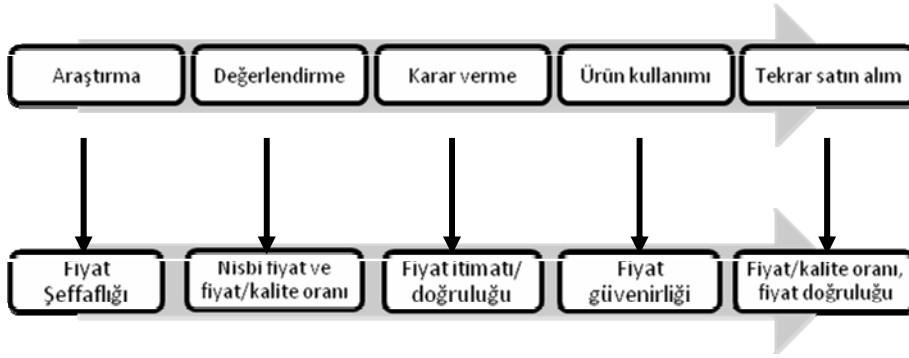 Araştırma
Değerlendirme
Karar verme
Ürün kullanımı
Tekrar satın alım
Fiyat
Şeffaflığı
Nisbi fiyat ve
fiyat/kalite oranı
Fiyat itimatı/
doğruluğu
Fiyat
güvenirliği
Fiyat/kalite oranı,
fiyat doğruluğu